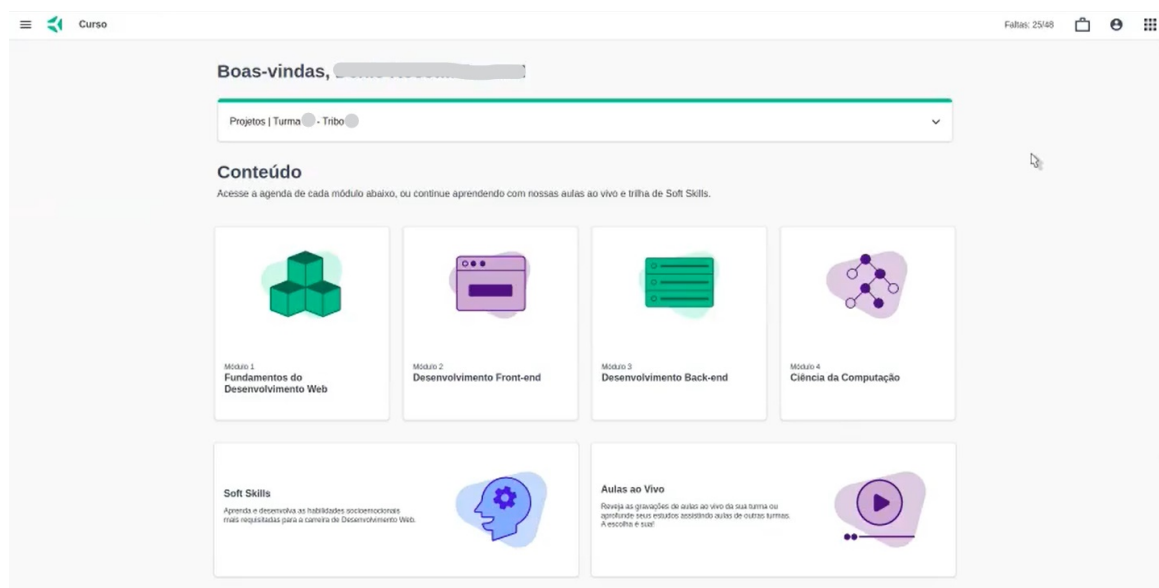 Curso
Faltas: 25/48
Boas-vindas,
Projetos | Turma - Tribo
Conteúdo
Acesse a agenda de cada módulo abaixo, ou continue aprendendo com nossas aulas ao vivo e trilha de Soft Skills.
Módulo 1
Fundamentos do
Desenvolvimento Web
Módulo 2
Desenvolvimento Front-end
Módulo 3
Desenvolvimento Back-end
Módulo 4
Ciência da Computação
Soft Skills
Aprenda e desenvolva as habilidades socioemocionais
mais requisitadas para a carreira de Desenvolvimento Web.
Aulas ao Vivo
Reveja as gravações de aulas ao vivo da sua turma ou
aprofunde seus estudos assistindo aulas de outras turmas.
A escolha é sua!